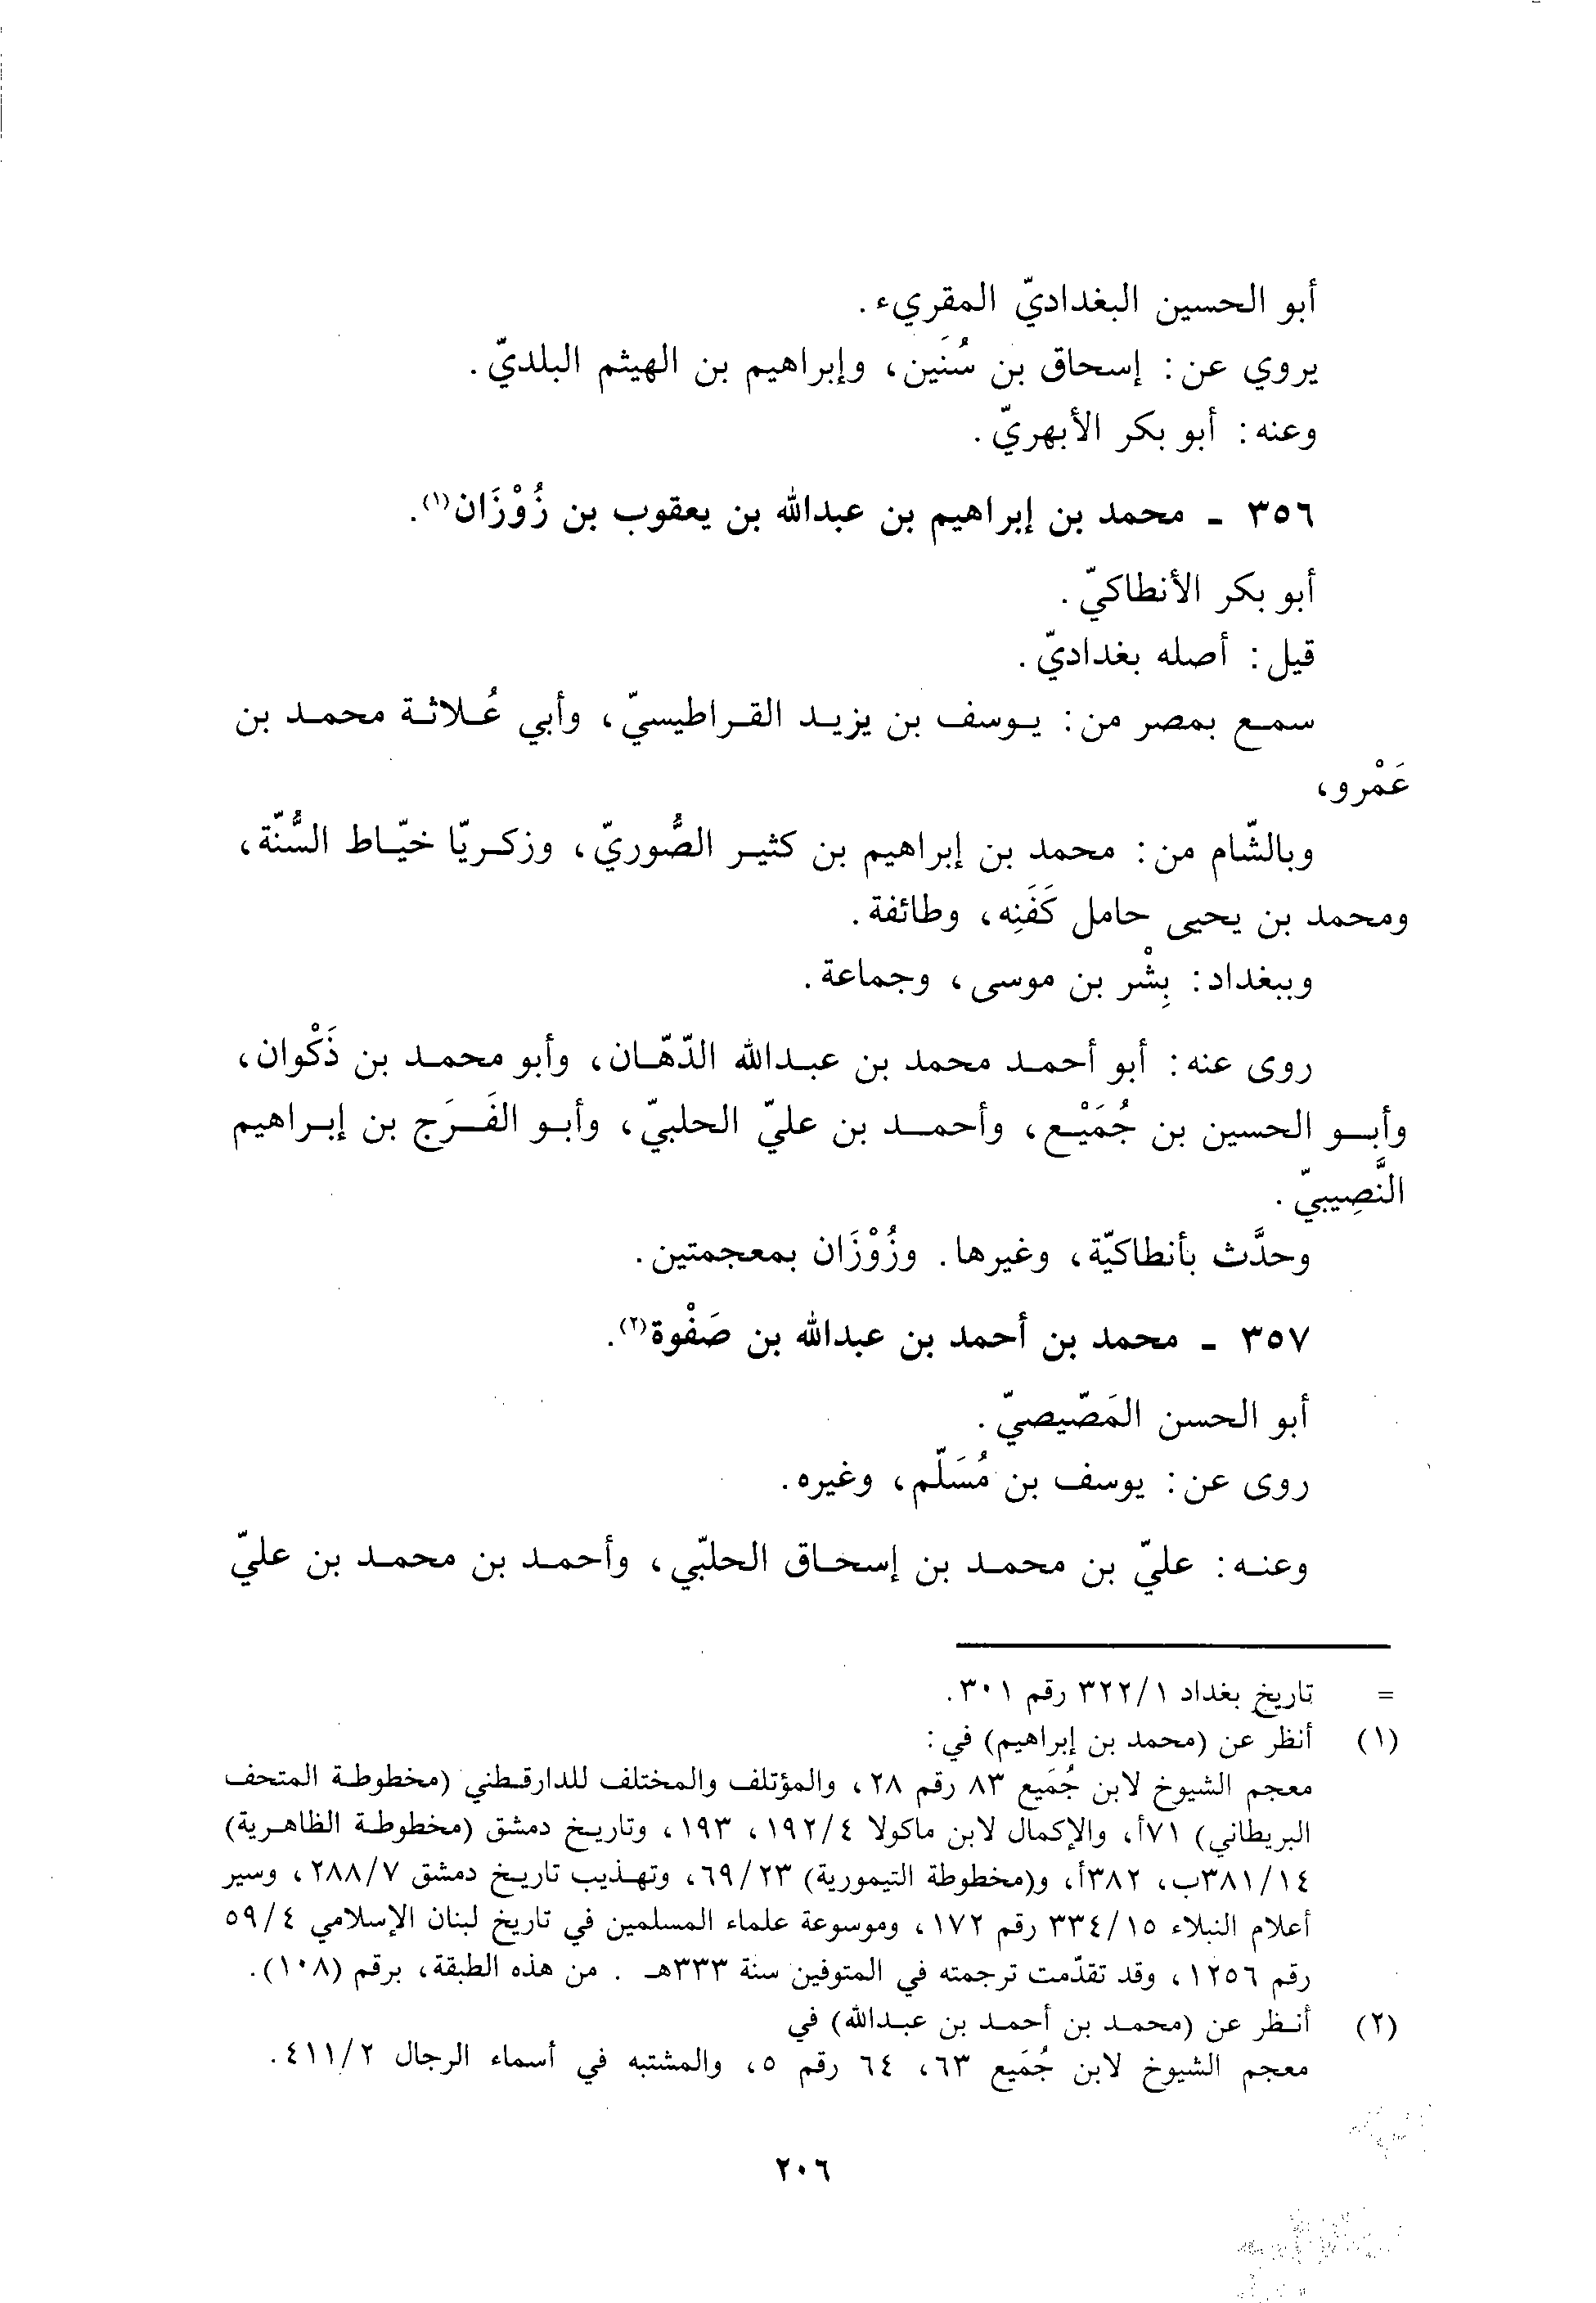 أبو الحسين البغداديّ المقريء.
يروي عن: إسحاق بن سُنَين، وإبراهيم بن الهيثم البلديّ.
وعنه: أبو بكر الأبهريّ.
٣٥٦ ـ محمد بن إبراهيم بن عبدالله بن يعقوب بن زُوْزَان(١).
أبو بكر الأنطاكيّ.
قيل: أصله بغداديّ.
سمع بمصر من: يوسف بن يزيد القراطيسيّ، وأبي عُلاثة محمد بن
عَمْرو،
وبالشّام من: محمد بن إبراهيم بن كثير الصُّوريّ، وزكريّا خيّاط السُّنّة،
ومحمد بن يحيى حامل كَفَنِه، وطائفة.
وببغداد: بِشْر بن موسى، وجماعة.
روى عنه: أبو أحمد محمد بن عبدالله الدّهّان، وأبو محمد بن ذَكْوان،
وأبو الحسين بن جُمَيْع، وأحمد بن عليّ الحلبيّ، وأبو الفَرَج بن إبراهيم
النَّصِيبيّ.
وحدَّث بأنطاكيّة، وغيرها. وزُوْزَان بمعجمتين.
٣٥٧ ـ محمد بن أحمد بن عبدالله بن صَفْوة(٢).
أبو الحسن المَصّيصيّ.
روى عن: يوسف بن مُسَلّم، وغيره.
وعنه: عليّ بن محمد بن إسحاق الحلبّي، وأحمد بن محمد بن عليّ
= تاريخ بغداد ٣٢٢/١ رقم ٣٠١.
(١) أنظر عن (محمد بن إبراهيم) في:
معجم الشيوخ لابن جُمَيع ٨٣ رقم ٢٨، والمؤتلف والمختلف للدارقطني (مخطوطة المتحف
البريطاني) ٧١أ، والإكمال لابن ماكولا ١٩٢/٤، ١٩٣، وتاريخ دمشق (مخطوطة الظاهرية)
٣٨١/١٤ب، ٣٨٢أ، و(مخطوطة التيمورية) ٦٩/٢٣، وتهذيب تاريخ دمشق ٢٨٨/٧، وسير
أعلام النبلاء ٣٣٤/١٥ رقم ١٧٢، وموسوعة علماء المسلمين في تاريخ لبنان الإسلامي ٥٩/٤
رقم ١٢٥٦، وقد تقدّمت ترجمته في المتوفين سنة ٣٣٣هـ. من هذه الطبقة، برقم (١٠٨).
(٢) أنظر عن (محمد بن أحمد بن عبدالله) في
معجم الشيوخ لابن جُمَيع ٦٣، ٦٤ رقم ٥، والمشتبه في أسماء الرجال ٤١١/٢.
٢٠٦